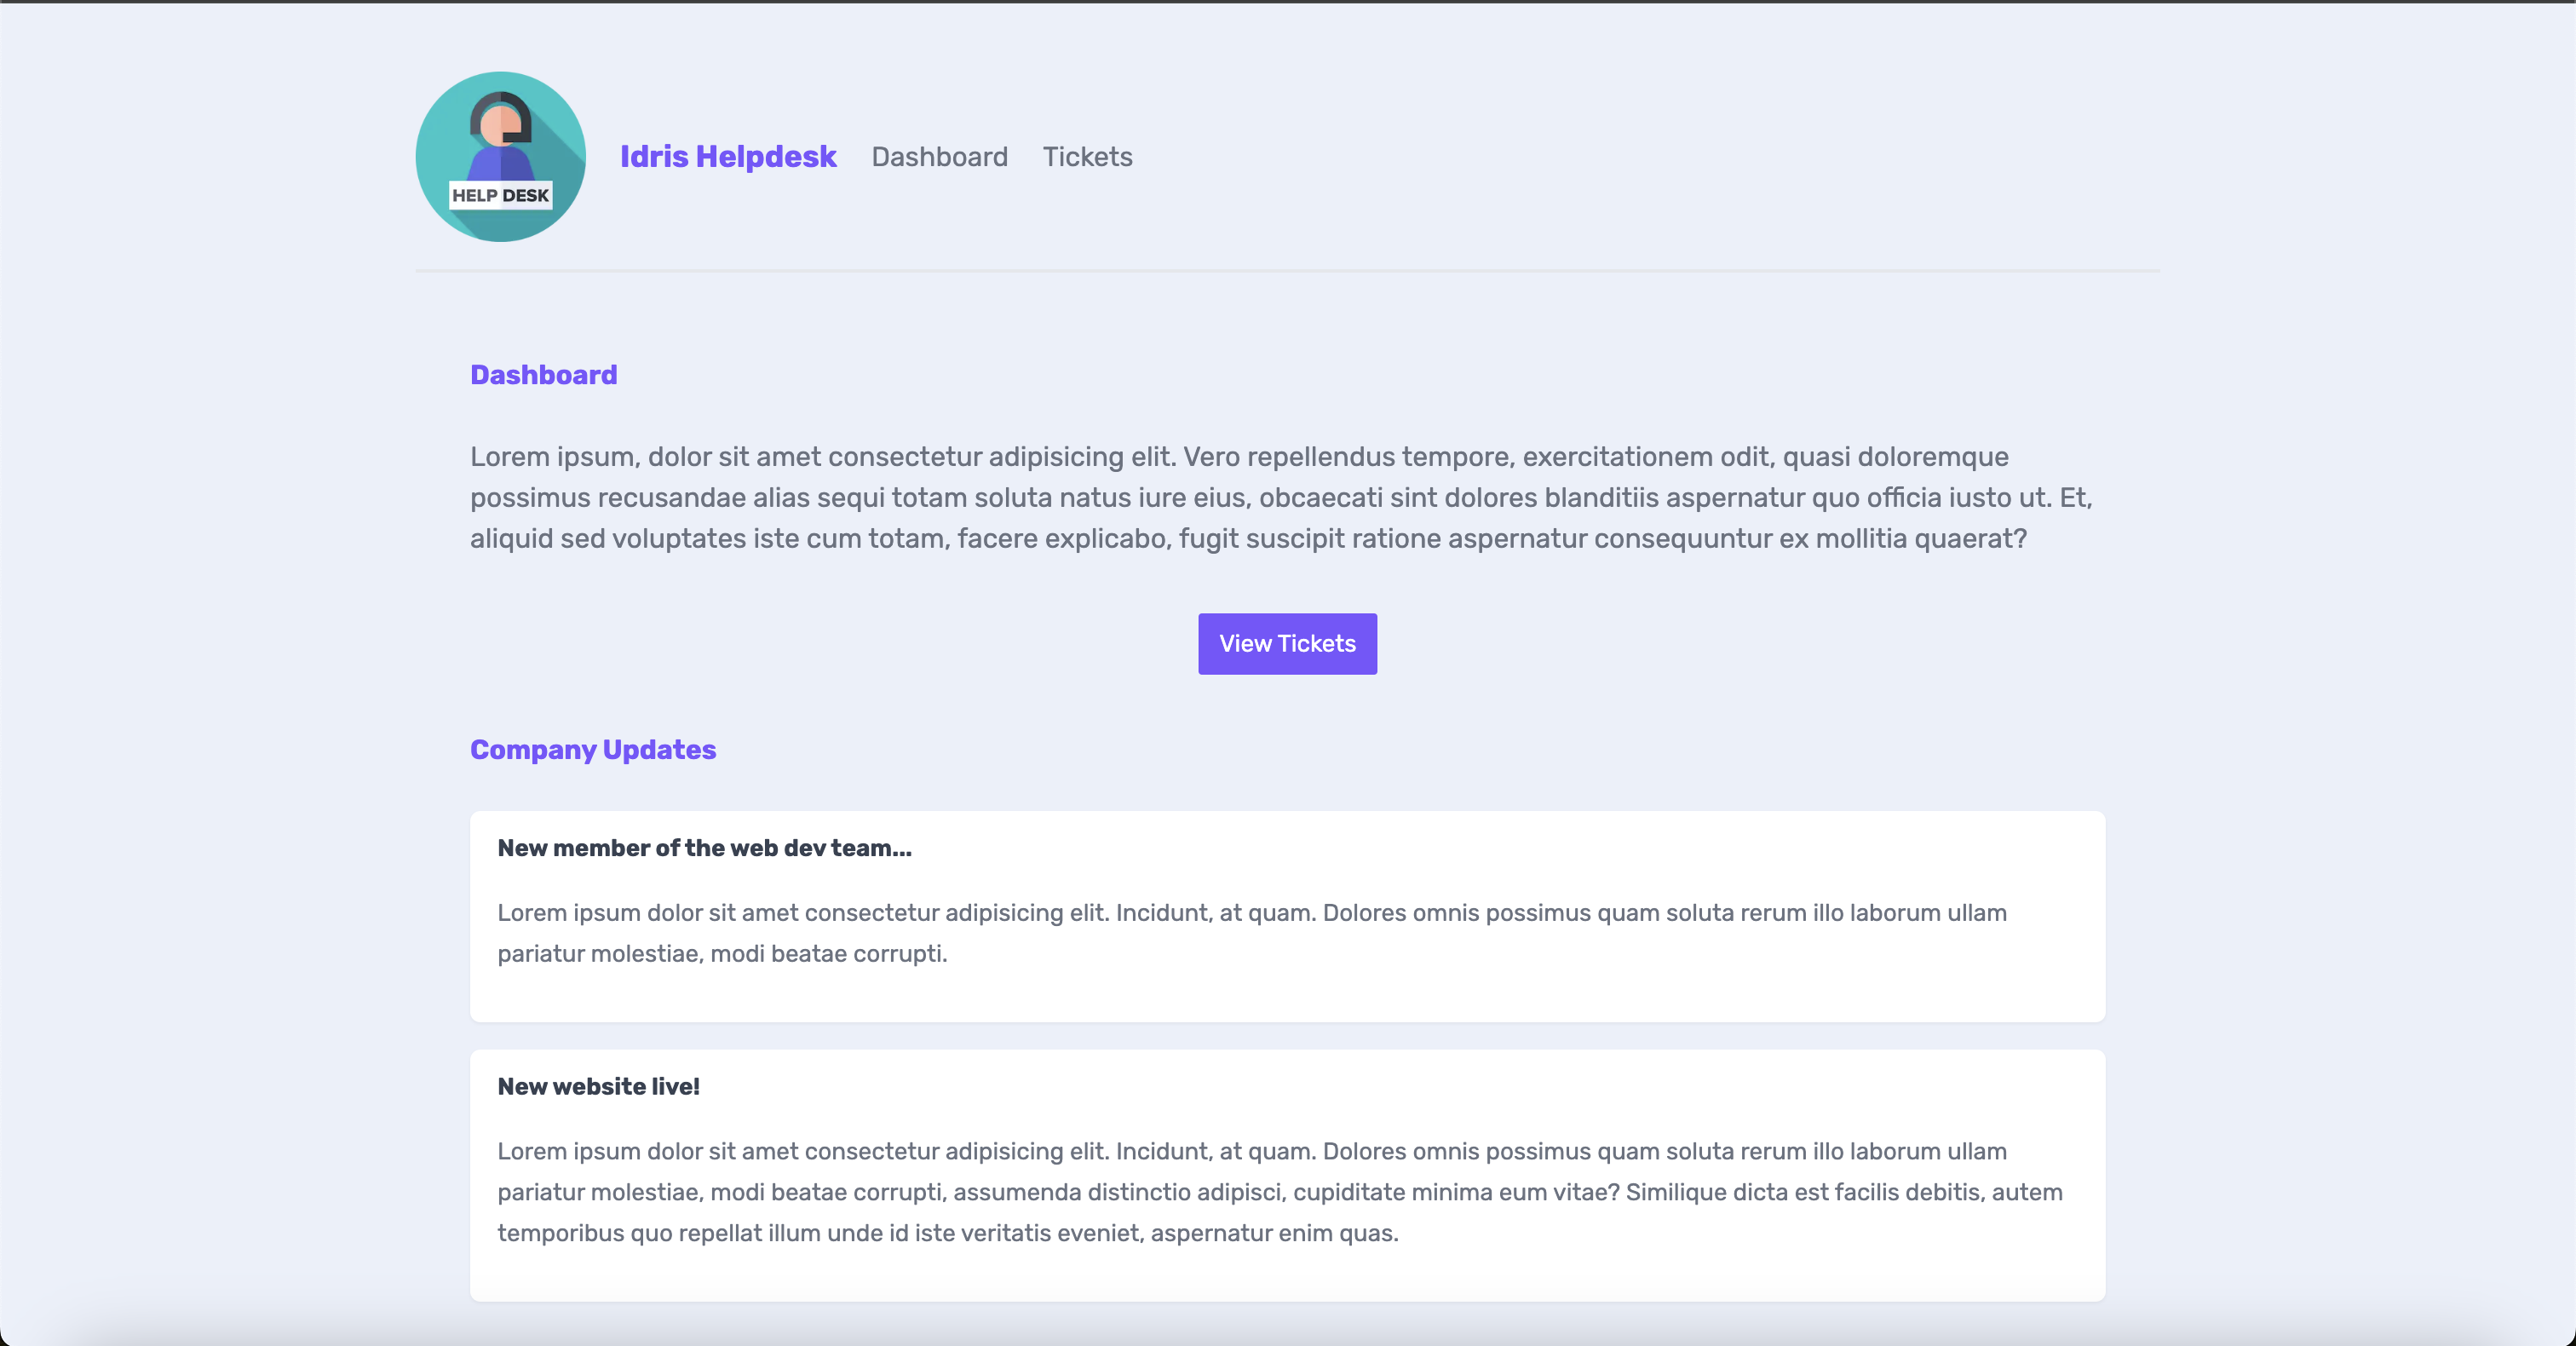 HELP DESK
Idris Helpdesk Dashboard Tickets
Dashboard
Lorem ipsum, dolor sit amet consectetur adipisicing elit. Vero repellendus tempore, exercitationem odit, quasi doloremque
possimus recusandae alias sequi totam soluta natus iure eius, obcaecati sint dolores blanditiis aspernatur quo officia iusto ut. Et,
aliquid sed voluptates iste cum totam, facere explicabo, fugit suscipit ratione aspernatur consequuntur ex mollitia quaerat?
View Tickets
Company Updates
New member of the web dev team...
Lorem ipsum dolor sit amet consectetur adipisicing elit. Incidunt, at quam. Dolores omnis possimus quam soluta rerum illo laborum ullam
pariatur molestiae, modi beatae corrupti.
New website live!
Lorem ipsum dolor sit amet consectetur adipisicing elit. Incidunt, at quam. Dolores omnis possimus quam soluta rerum illo laborum ullam
pariatur molestiae, modi beatae corrupti, assumenda distinctio adipisci, cupiditate minima eum vitae? Similique dicta est facilis debitis, autem
temporibus quo repellat illum unde id iste veritatis eveniet, aspernatur enim quas.